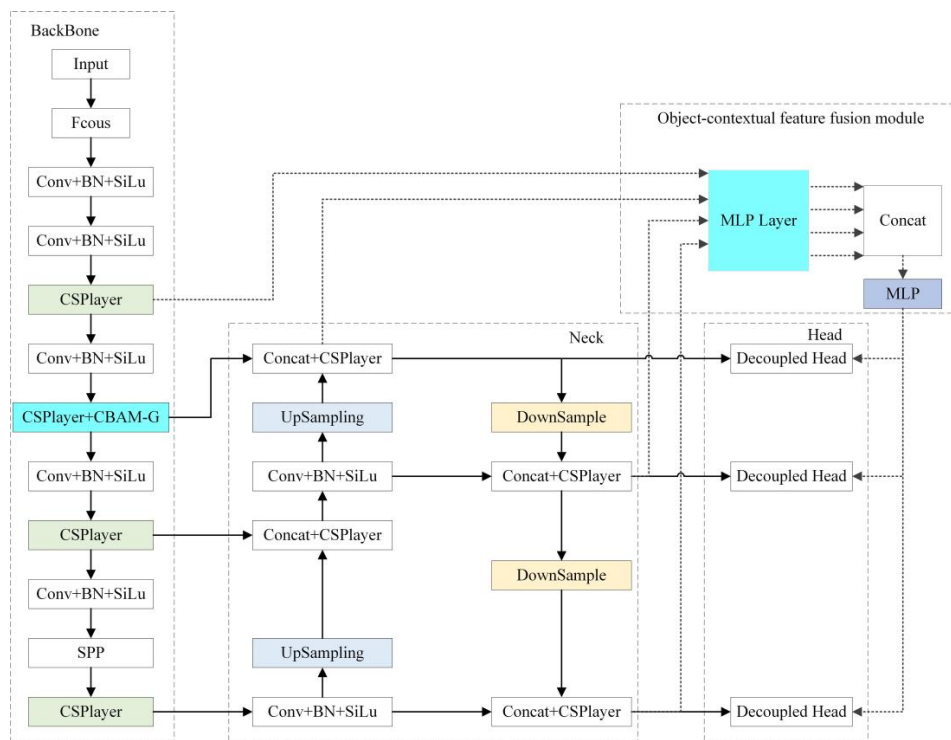 BackBone
Input
Fcous
Conv+BN+SiLu
Conv+BN+SiLu
CSPlayer
Conv+BN+SiLu
CSPlayer+CBAM-G
Conv+BN+SiLu
CSPlayer
Conv+BN+SiLu
SPP
CSPlayer
Neck
Concat+CSPlayer
UpSampling
Conv+BN+SiLu
Concat+CSPlayer
UpSampling
Conv+BN+SiLu
DownSample
Concat+CSPlayer
DownSample
Concat+CSPlayer
Object-contextual feature fusion module
MLP Layer
Concat
MLP
Head
Decoupled Head
Decoupled Head
Decoupled Head